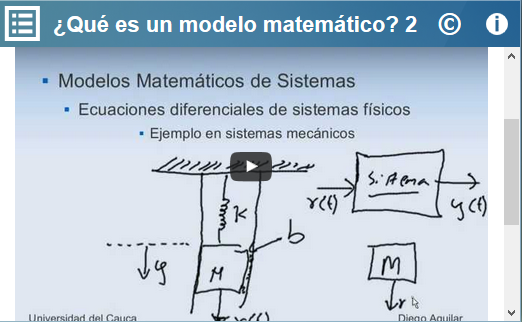 ¿Qué es un modelo matemático? 2
Modelos Matemáticos de Sistemas
Ecuaciones diferenciales de sistemas físicos
Ejemplo en sistemas mecánicos
Sistema
r(t)
y(t)
K
b
y
M
M
r
Universidad del Cauca
Diego Aguilar